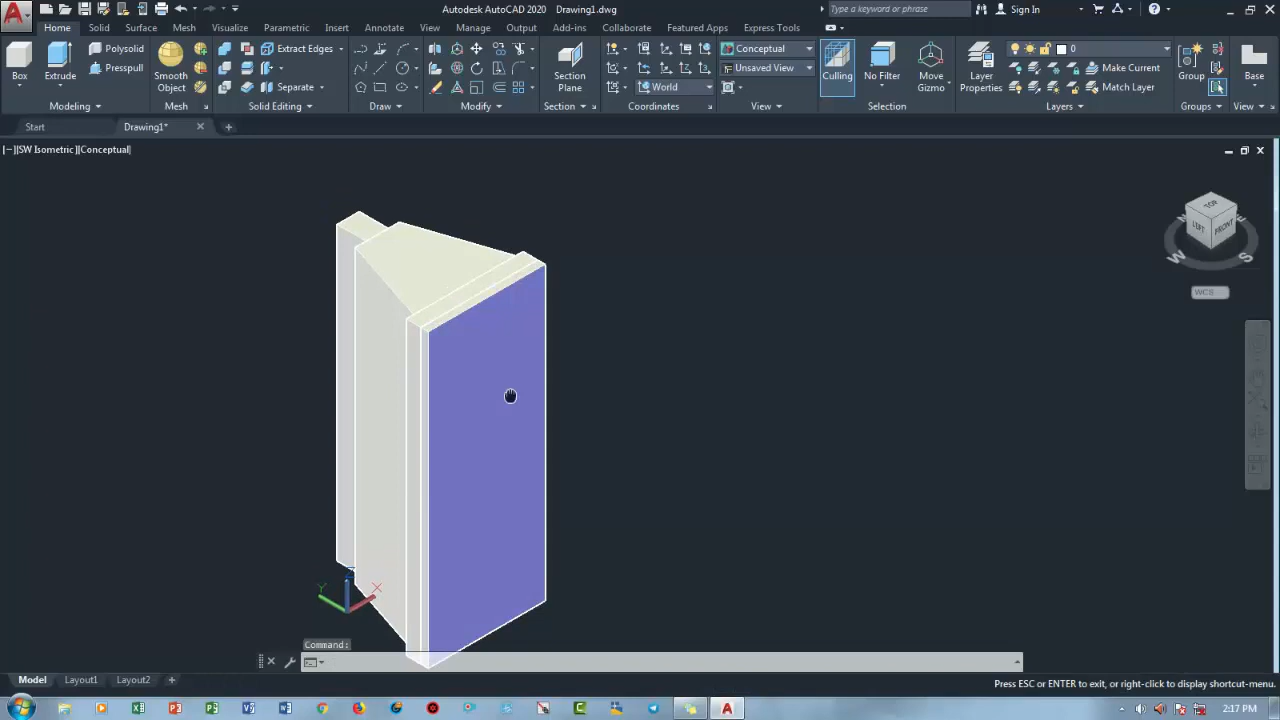 Autodesk AutoCAD 2020 Drawing1.dwg
Type a keyword or phrase
Sign In
Home Solid Surface Mesh Visualize Parametric Insert Annotate View Manage Output Add-ins Collaborate Featured Apps Express Tools
Box
Extrude
Polysolid
Presspull
Smooth Object
Extract Edges
Separate
Section Plane
World
Conceptual
Unsaved View
Culling
No Filter
Move Gizmo
Layer Properties
0
Make Current
Match Layer
Group
Base
Modeling Mesh Solid Editing Draw Modify Section Coordinates View Selection Layers Groups View
Start Drawing1*
[−][SW Isometric][Conceptual]
TOP
LEFT FRONT
W S
WCS
Y X
Command:
Model Layout1 Layout2
Press ESC or ENTER to exit, or right-click to display shortcut-menu.
2:17 PM